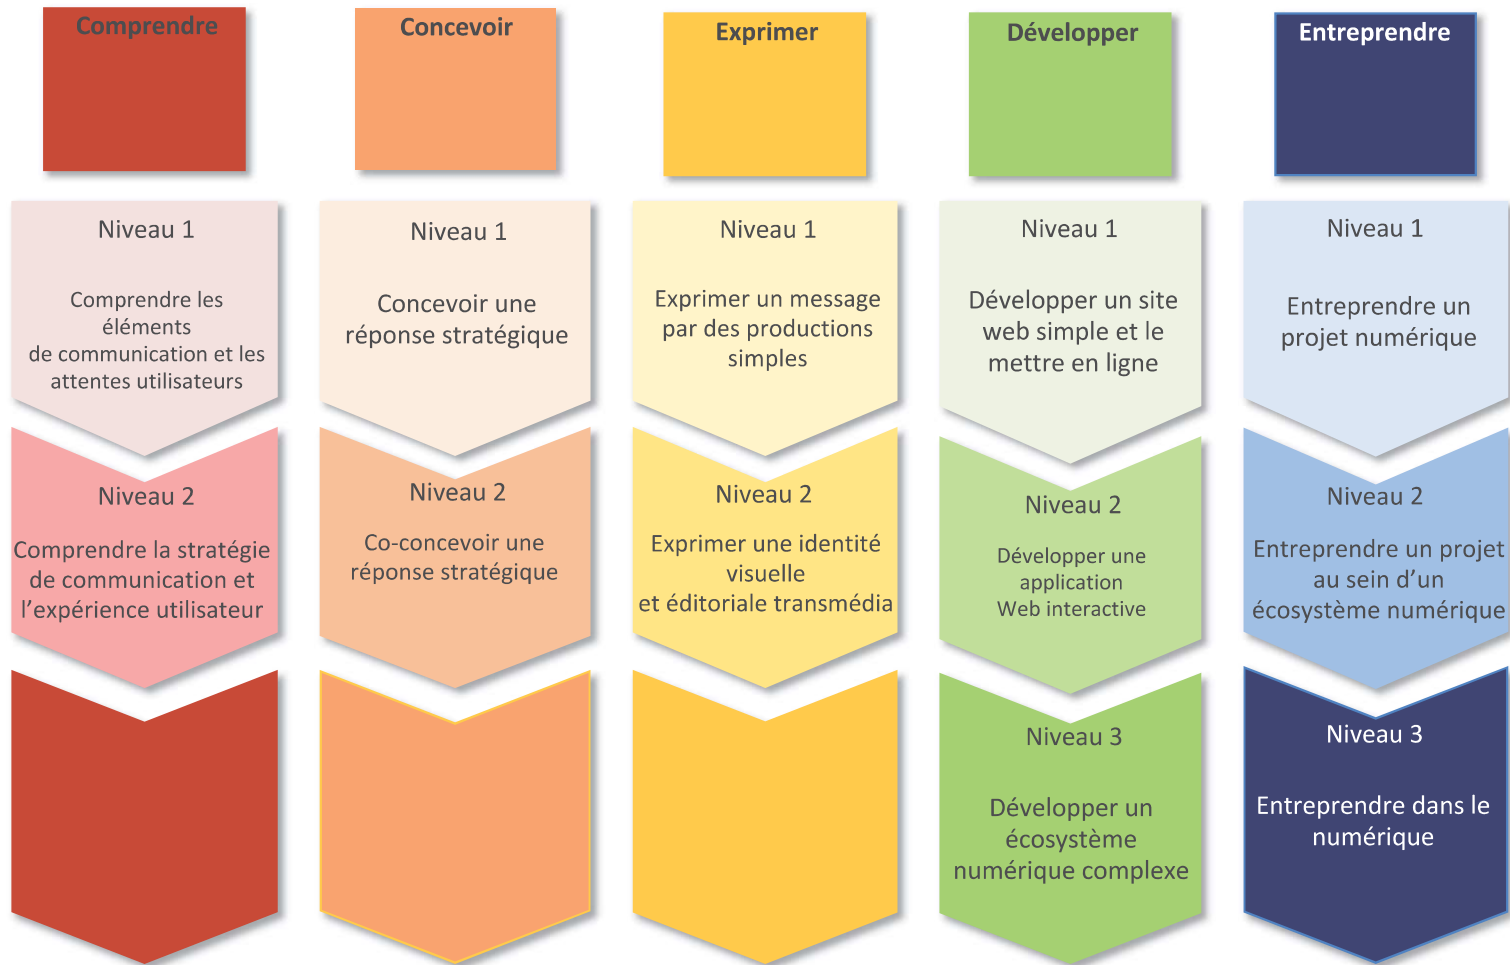 Comprendre
Concevoir
Exprimer
Développer
Entreprendre
Niveau 1
Comprendre les
éléments
de communication et les
attentes utilisateurs
Niveau 1
Concevoir une
réponse stratégique
Niveau 1
Exprimer un message
par des productions
simples
Niveau 1
Développer un site
web simple et le
mettre en ligne
Niveau 1
Entreprendre un
projet numérique
Niveau 2
Comprendre la stratégie
de communication et
l’expérience utilisateur
Niveau 2
Co-concevoir une
réponse stratégique
Niveau 2
Exprimer une identité
visuelle
et éditoriale transmédia
Niveau 2
Développer une
application
Web interactive
Niveau 2
Entreprendre un projet
au sein d’un
écosystème numérique
Niveau 3
Développer un
écosystème
numérique complexe
Niveau 3
Entreprendre dans le
numérique